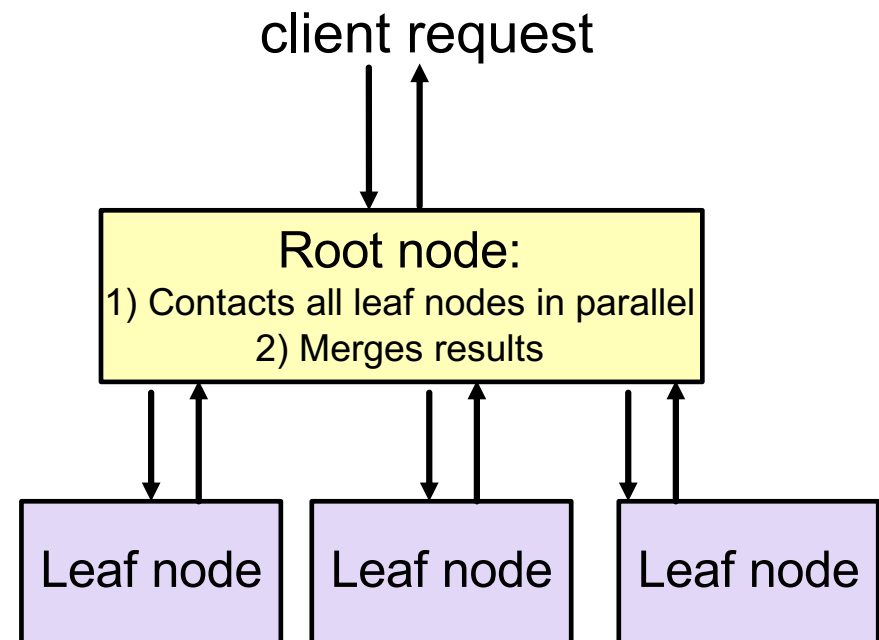 client request
Root node:
1) Contacts all leaf nodes in parallel
2) Merges results
Leaf node
Leaf node
Leaf node